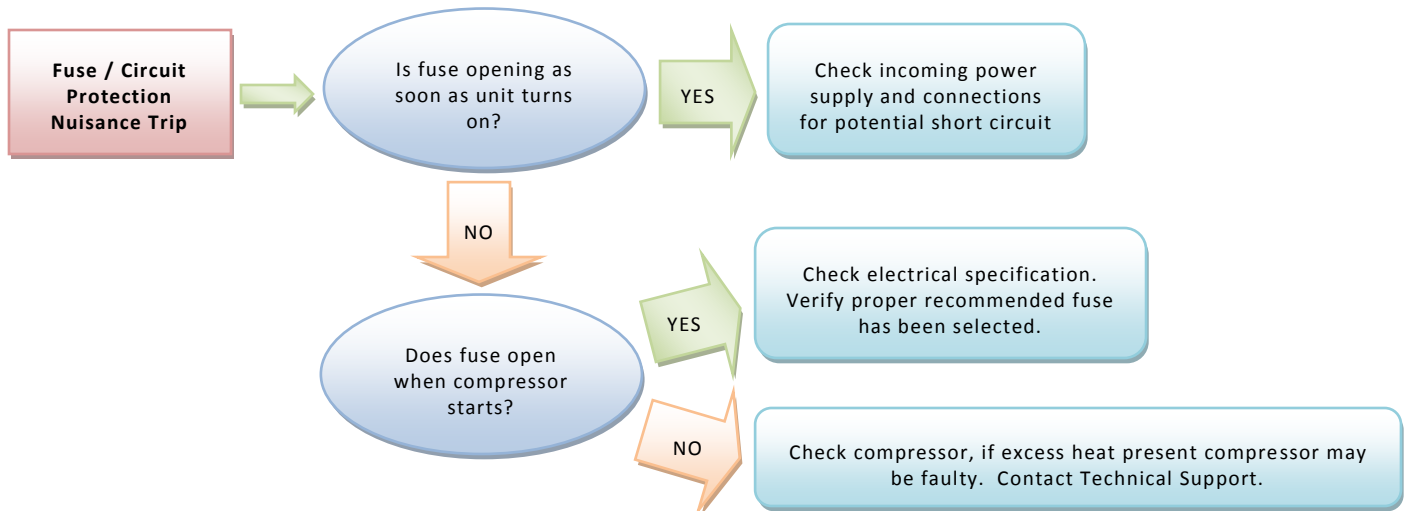 Fuse / Circuit
Protection
Nuisance Trip
Is fuse opening as
soon as unit turns
on?
YES
Check incoming power
supply and connections
for potential short circuit
NO
Does fuse open
when compressor
starts?
YES
Check electrical specification.
Verify proper recommended fuse
has been selected.
NO
Check compressor, if excess heat present compressor may
be faulty.  Contact Technical Support.